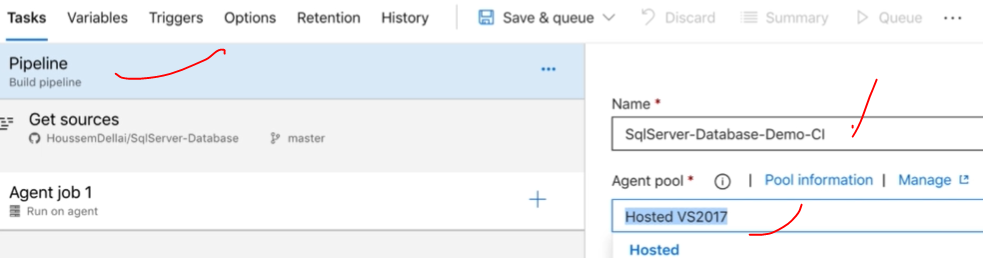 Tasks Variables Triggers Options Retention History Save & queue Discard Summary Queue ...
Pipeline
Build pipeline
...
Get sources
HoussemDellai/SqlServer-Database master
Agent job 1
Run on agent
Name *
SqlServer-Database-Demo-CI
Agent pool * | Pool information | Manage
Hosted VS2017
Hosted